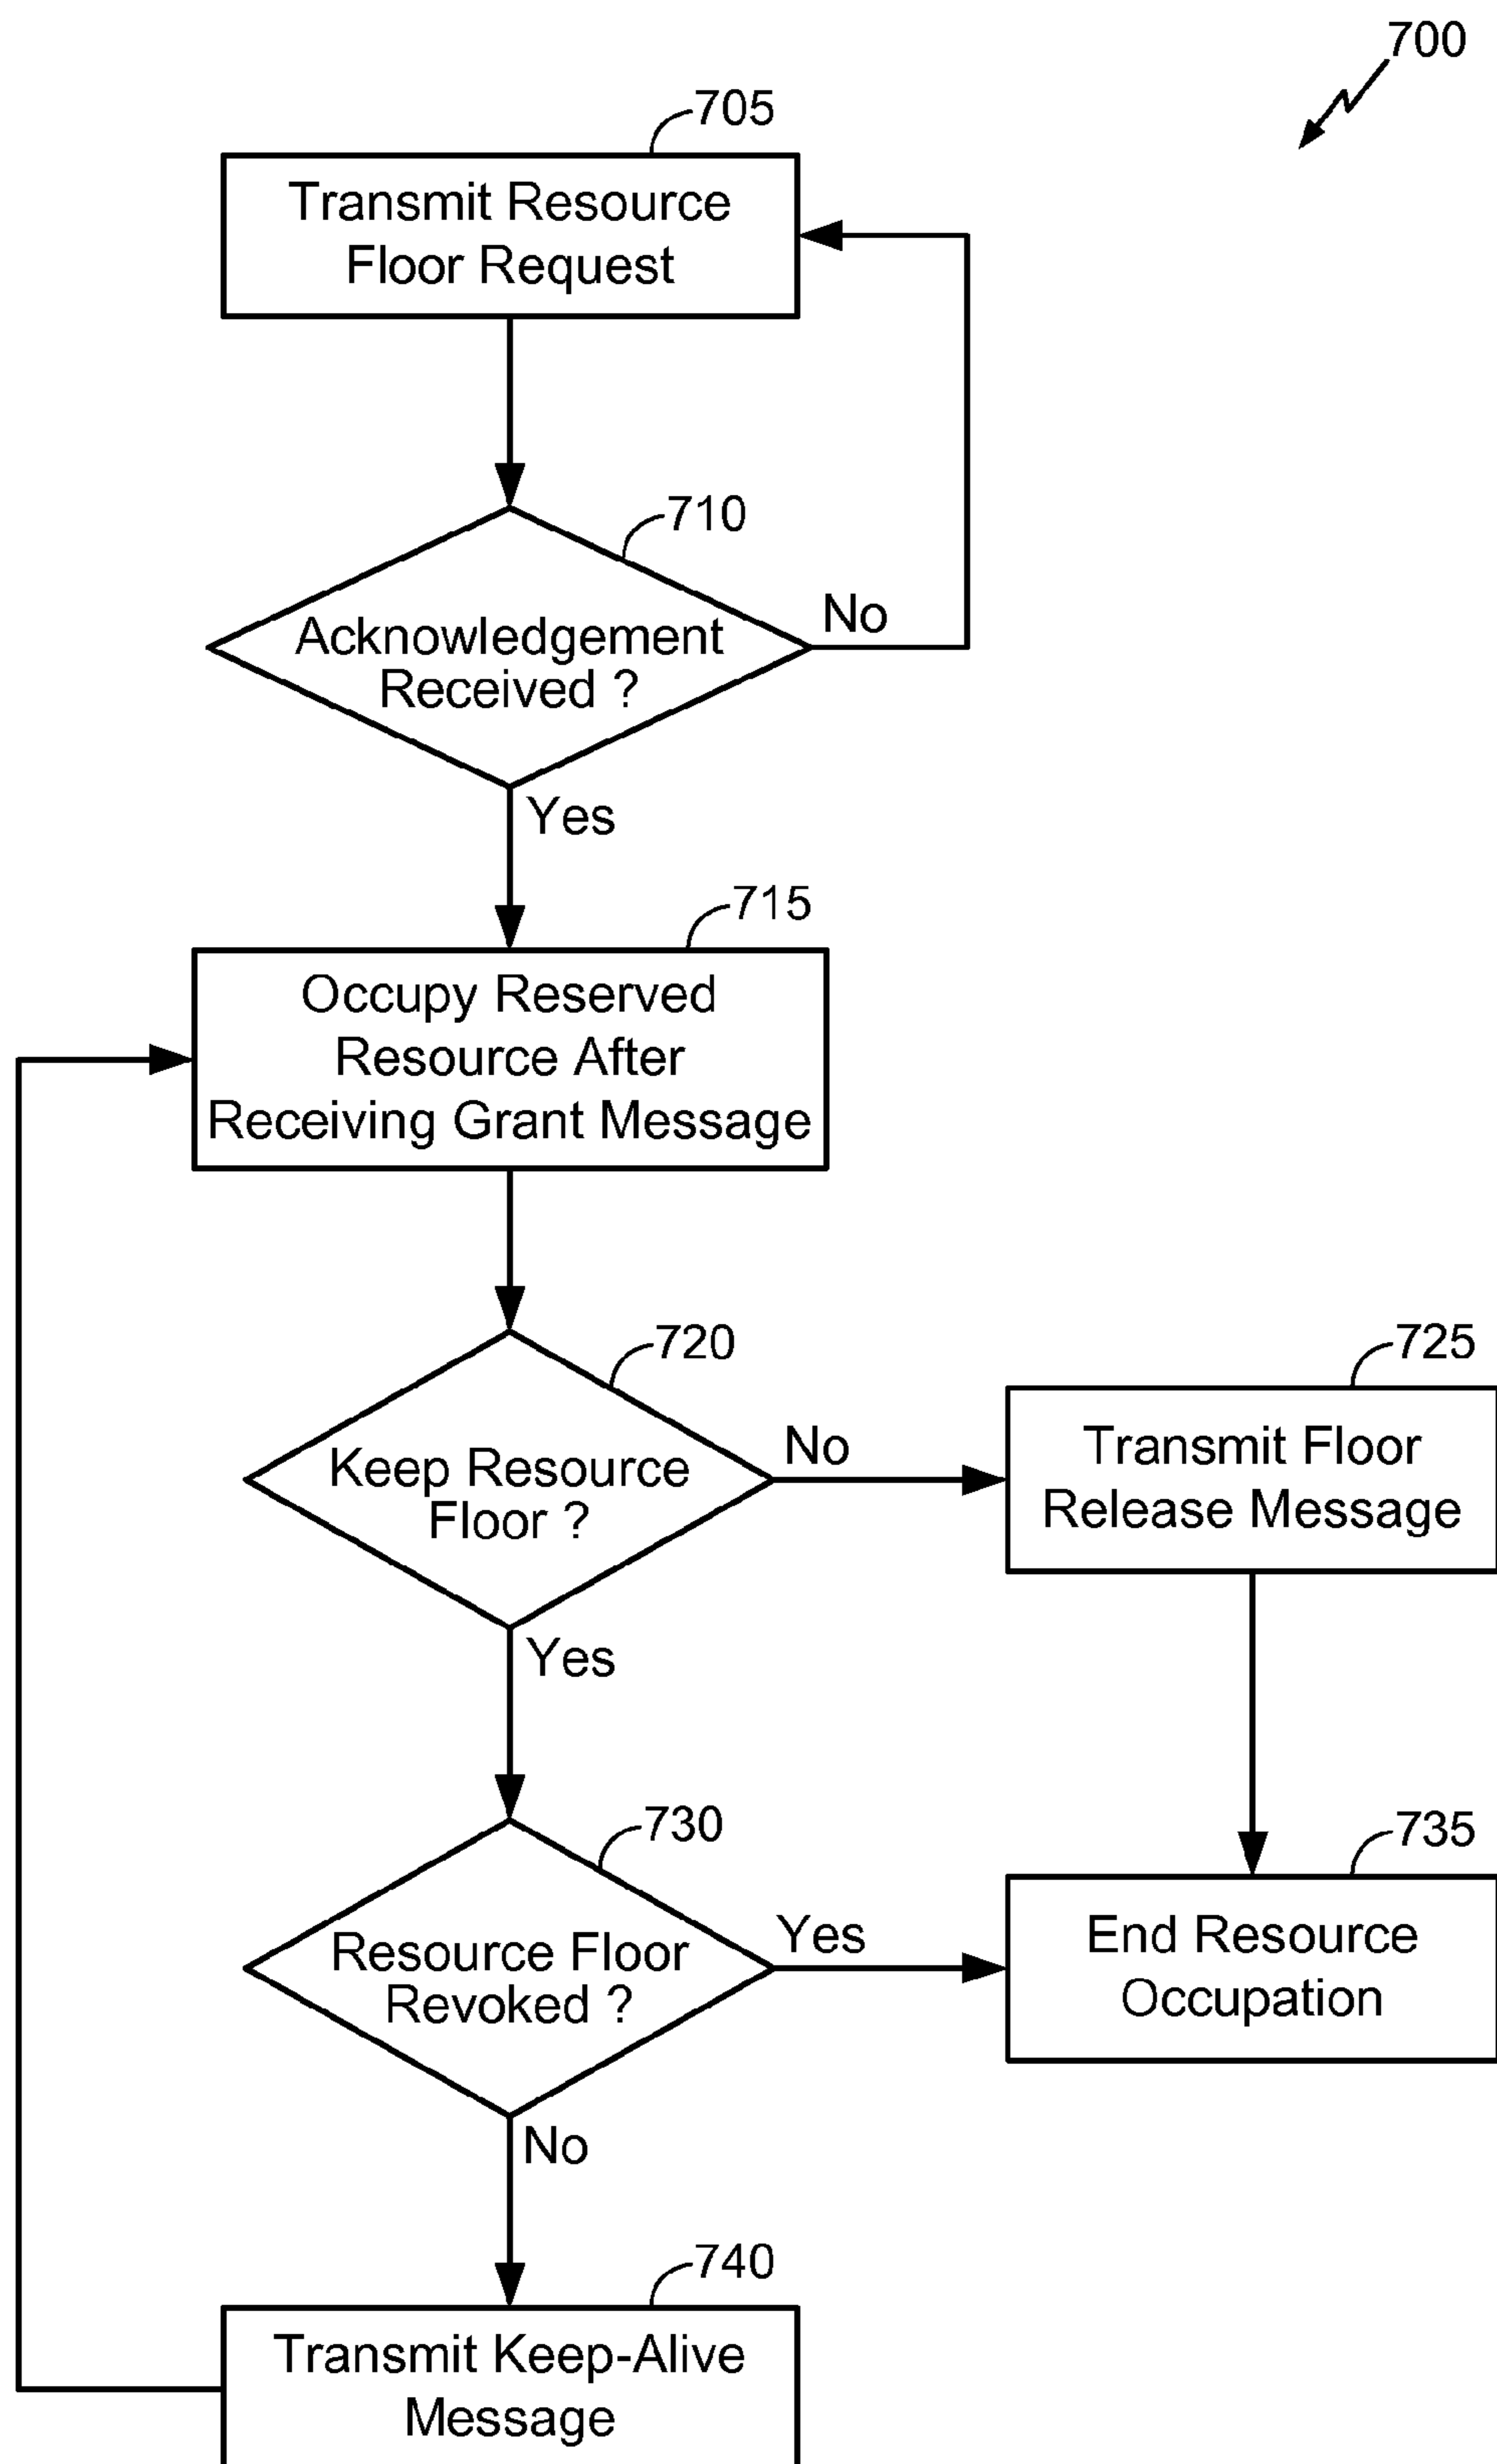 700
705
Transmit Resource
Floor Request
710
Acknowledgement
Received ?
No
Yes
715
Occupy Reserved
Resource After
Receiving Grant Message
720
Keep Resource
Floor ?
No
Yes
725
Transmit Floor
Release Message
730
Resource Floor
Revoked ?
Yes
No
735
End Resource
Occupation
740
Transmit Keep-Alive
Message